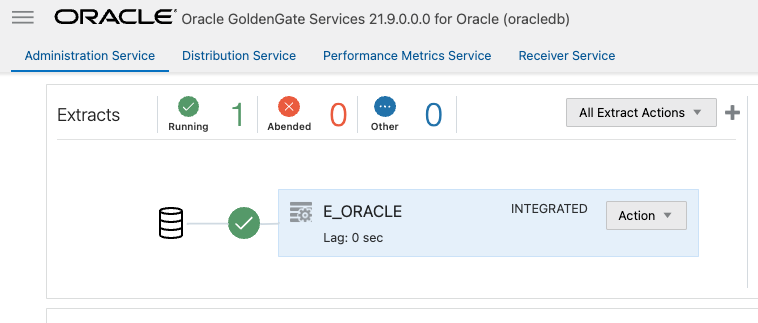 ORACLE® Oracle GoldenGate Services 21.9.0.0.0 for Oracle (oracledb)
Administration Service Distribution Service Performance Metrics Service Receiver Service
Extracts Running 1 Abended 0 Other 0 All Extract Actions
E_ORACLE INTEGRATED Action
Lag: 0 sec